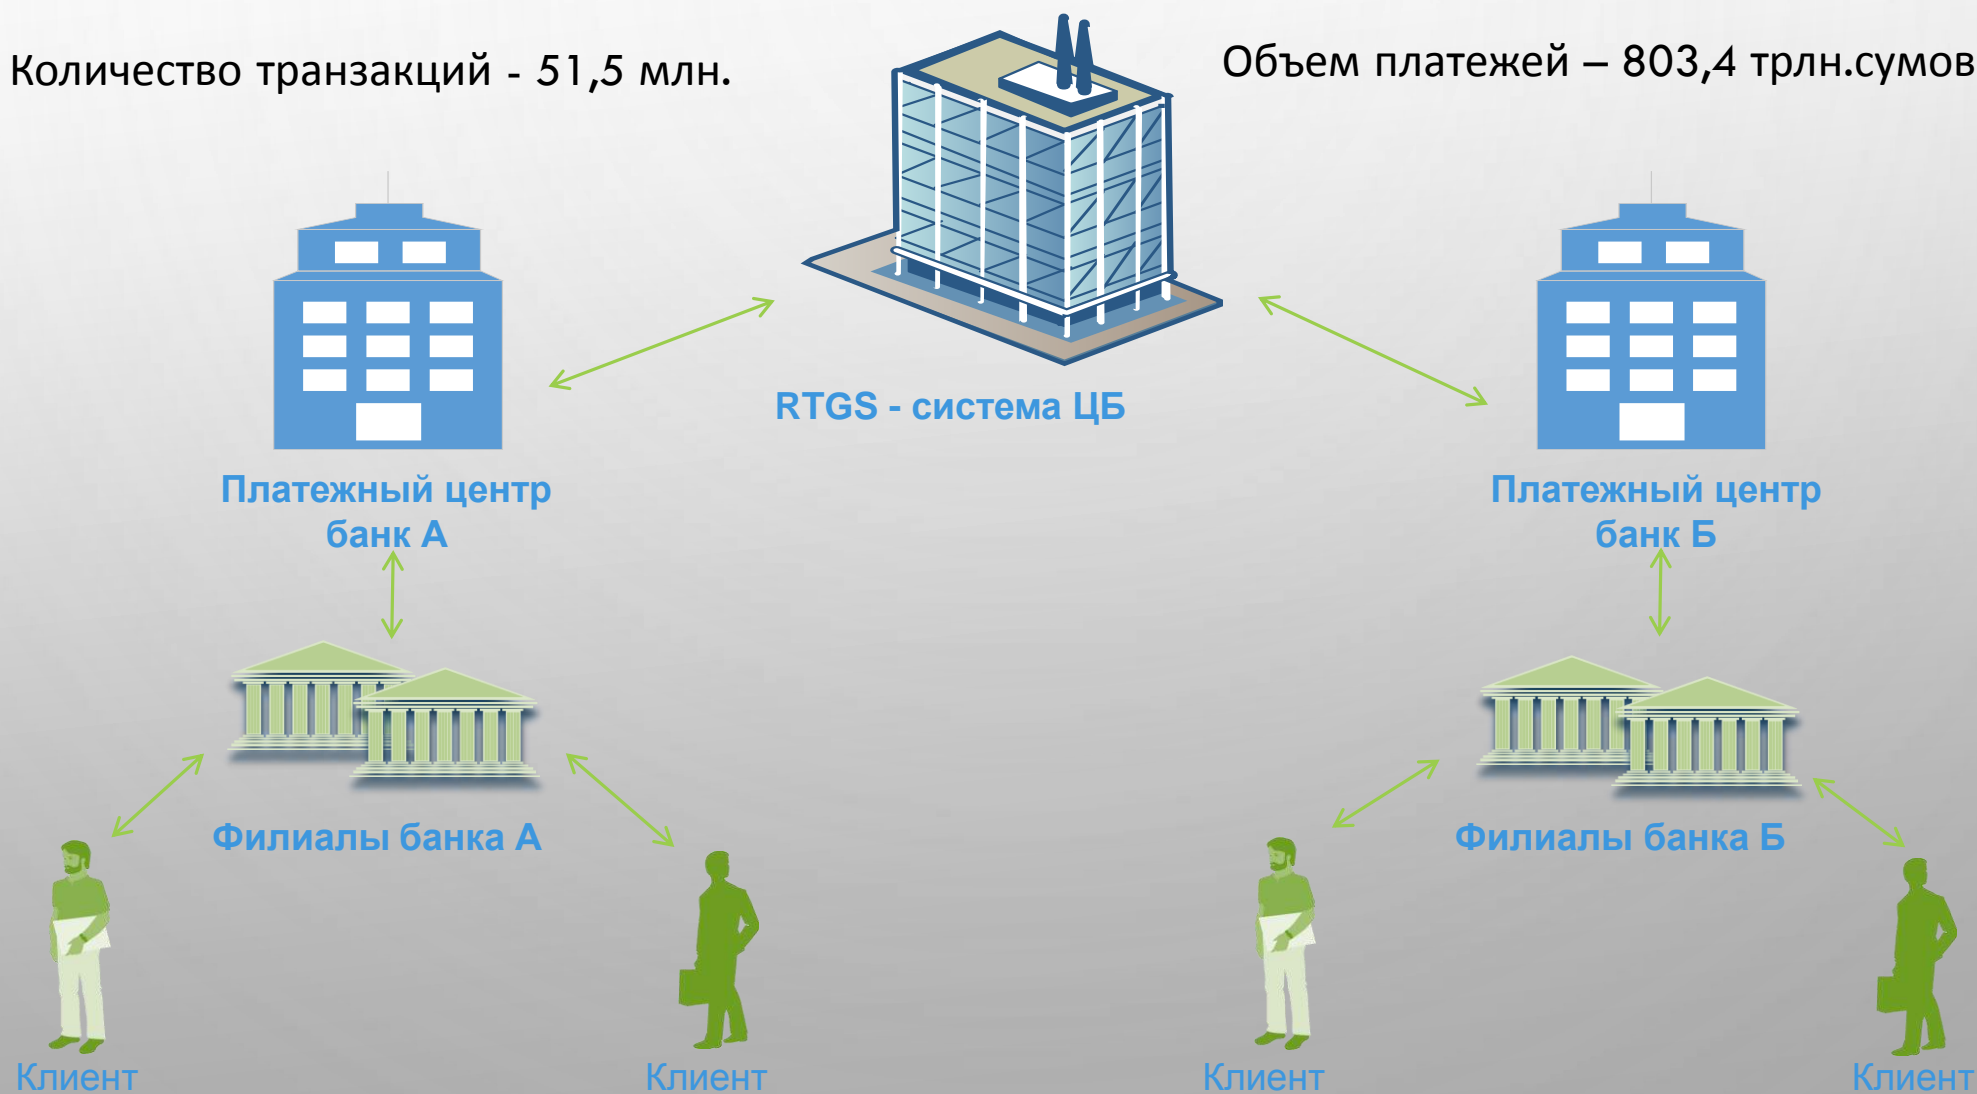 Количество транзакций - 51,5 млн.
Объем платежей – 803,4 трлн.сумов
RTGS - система ЦБ
Платежный центр
банк А
Платежный центр
банк Б
Филиалы банка А
Филиалы банка Б
Клиент
Клиент
Клиент
Клиент